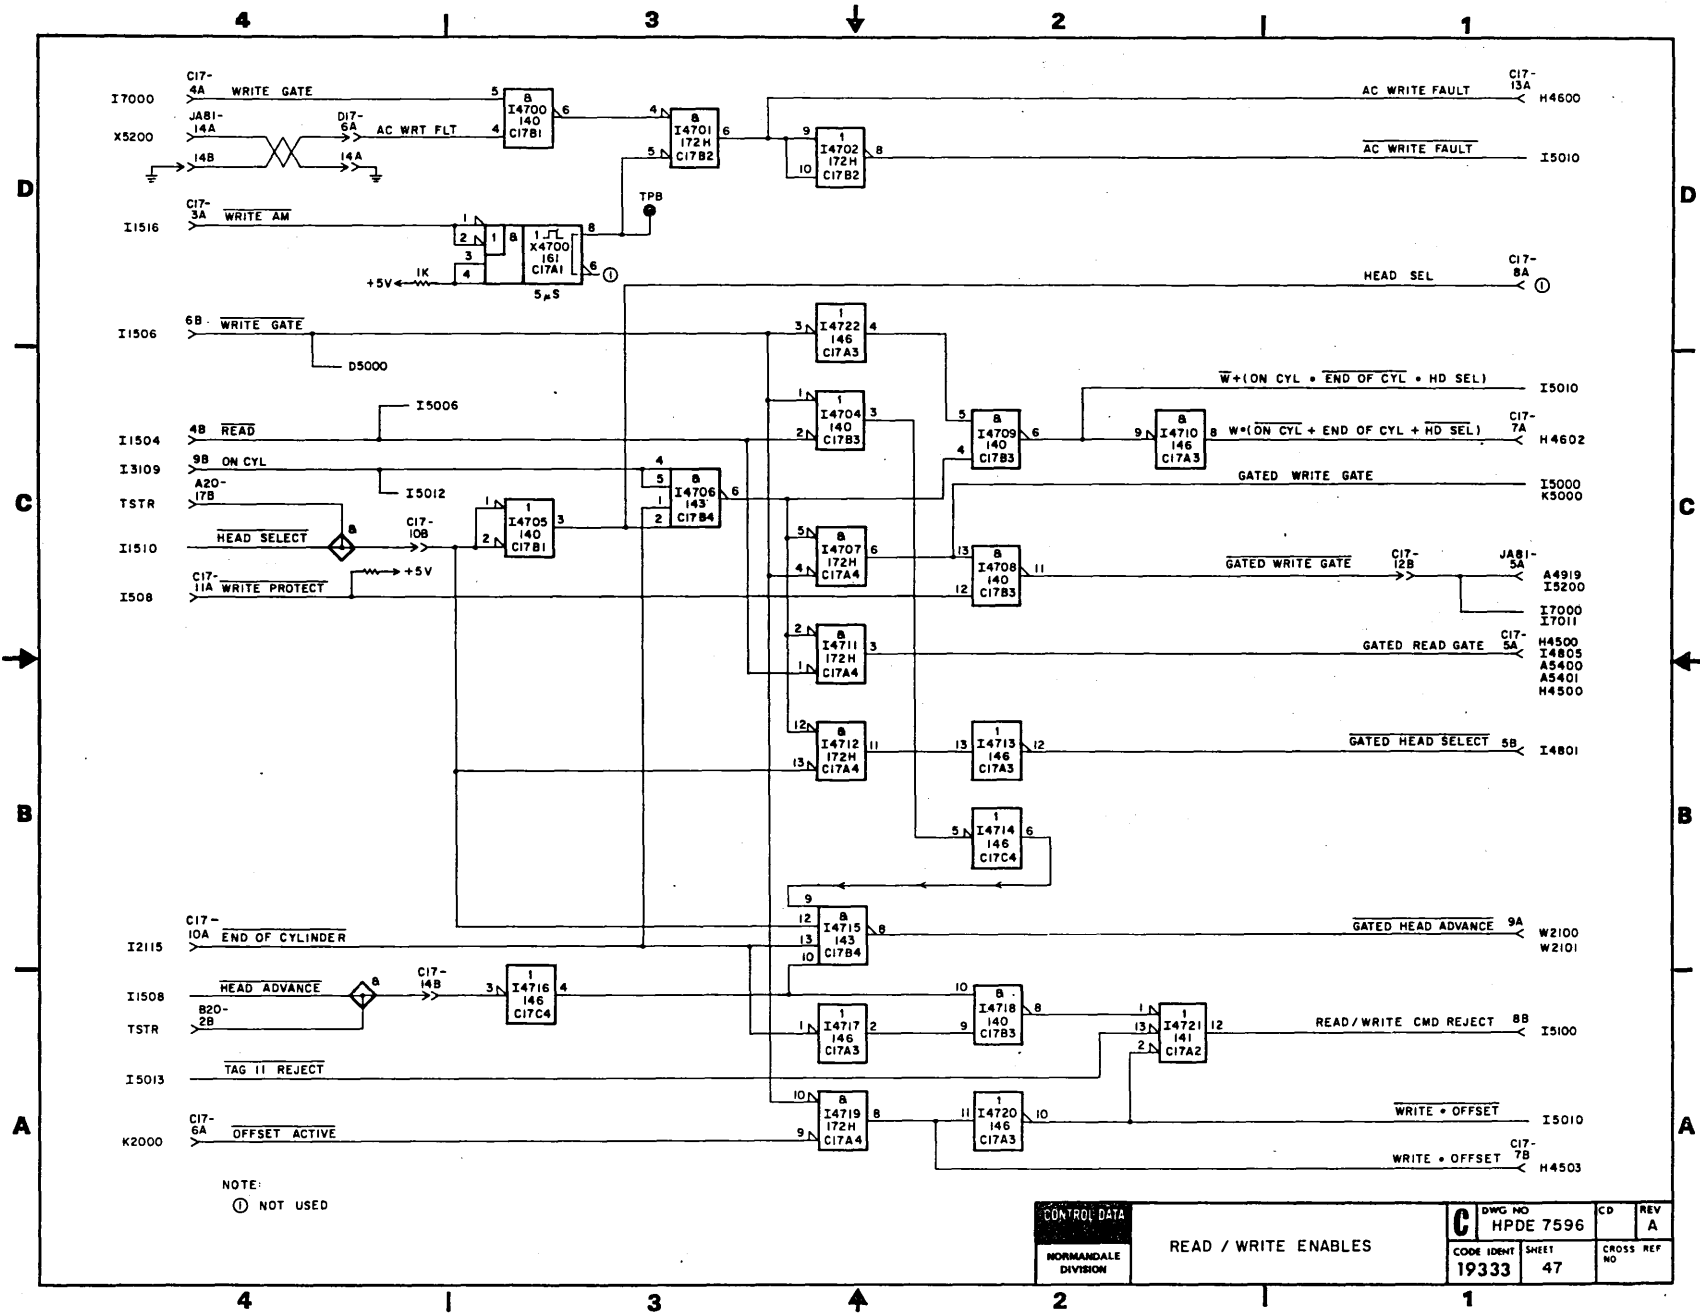 4 3 2 1
C17-
I7000 4A WRITE GATE
JA81-
X5200 14A
D17-
6A AC WRT FLT
14B 14A
5
4
&
I4700
140
C17B1
6
4
5
&
I4701
172H
C17B2
6
9
10
1
I4702
172H
C17B2
8
AC WRITE FAULT
C17-
13A
H4600
AC WRITE FAULT I5010
D D
C17-
I1516 3A WRITE AM
1
2
3
4
1 &
1
X4700
161
C17A1
8
6 ①
5µS
+5V 1K
TPB
HEAD SEL
C17-
8A
①
I1506 6B WRITE GATE
D5000
3
1
I4722
146
C17A3
4
I5006
I1504 4B READ
I3109 9B ON CYL
I5012
A20-
TSTR 17B
I1510 HEAD SELECT
a
C17-
10B
C17-
I508 11A WRITE PROTECT
+5V
1
2
1
I4705
140
C17B1
3
4
5
1
2
&
I4706
143
C17B4
6
1
2
1
I4704
140
C17B3
3
5
4
&
I4709
140
C17B3
6
9
&
I4710
146
C17A3
8
W+(ON CYL • END OF CYL • HD SEL) I5010
W•(ON CYL + END OF CYL + HD SEL)
C17-
7A
H4602
C C
GATED WRITE GATE I5000
K5000
5
4
&
I4707
172H
C17A4
6
13
12
&
I4708
140
C17B3
11
GATED WRITE GATE
C17-
12B
JA81-
5A
A4919
I5200
I7000
I7011
2
1
&
I4711
172H
C17A4
3
GATED READ GATE
C17-
5A
H4500
I4805
A5400
A5401
H4500
12
13
&
I4712
172H
C17A4
11
13
1
I4713
146
C17A3
12
GATED HEAD SELECT 5B I4801
B B
5
1
I4714
146
C17C4
6
C17-
I2115 10A END OF CYLINDER
9
12
13
10
&
I4715
143
C17B4
8
GATED HEAD ADVANCE 9A W2100
W2101
I1508 HEAD ADVANCE
a
C17-
14B
B20-
TSTR 2B
3
1
I4716
146
C17C4
4
1
1
I4717
146
C17A3
2
10
9
&
I4718
140
C17B3
8
1
13
2
1
I4721
141
C17A2
12
READ/WRITE CMD REJECT 8B I5100
I5013 TAG 11 REJECT
C17-
K2000 6A OFFSET ACTIVE
10
9
&
I4719
172H
C17A4
8
11
1
I4720
146
C17A3
10
WRITE • OFFSET I5010
WRITE • OFFSET
C17-
7B
H4503
A A
NOTE:
① NOT USED
CONTROL DATA
NORMANDALE
DIVISION
READ / WRITE ENABLES
C
DWG NO
HPDE 7596
CD
REV
A
CODE IDENT
19333
SHEET
47
CROSS REF
NO
4 3 2 1